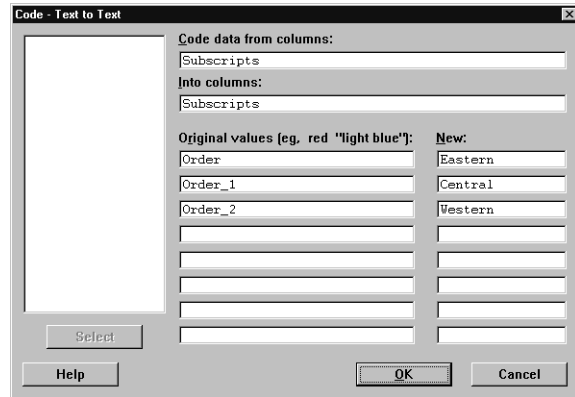 Code - Text to Text
Code data from columns:
Subscripts
Into columns:
Subscripts
Original values (eg, red "light blue"): New:
Order Eastern
Order_1 Central
Order_2 Western
Select
Help OK Cancel